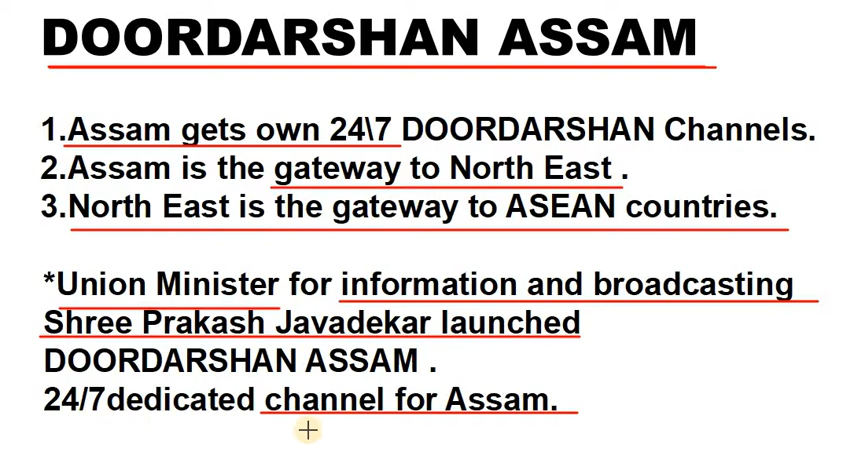 DOORDARSHAN ASSAM
1.Assam gets own 24\7 DOORDARSHAN Channels.
2.Assam is the gateway to North East .
3.North East is the gateway to ASEAN countries.
*Union Minister for information and broadcasting
Shree Prakash Javadekar launched
DOORDARSHAN ASSAM .
24/7dedicated channel for Assam.